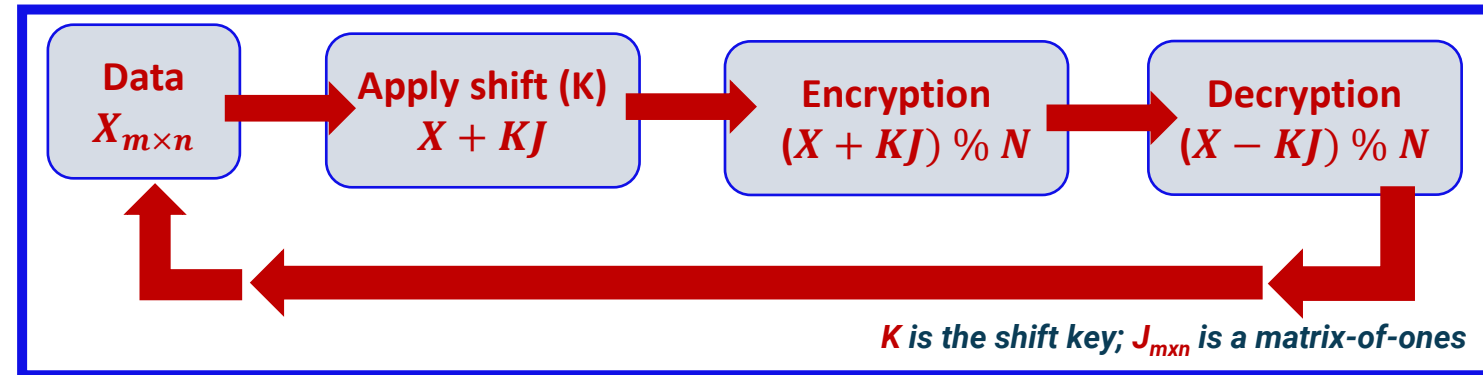 Data
X_{m×n}
Apply shift (K)
X + KJ
Encryption
(X + KJ) % N
Decryption
(X − KJ) % N
K is the shift key; J_{mxn} is a matrix-of-ones